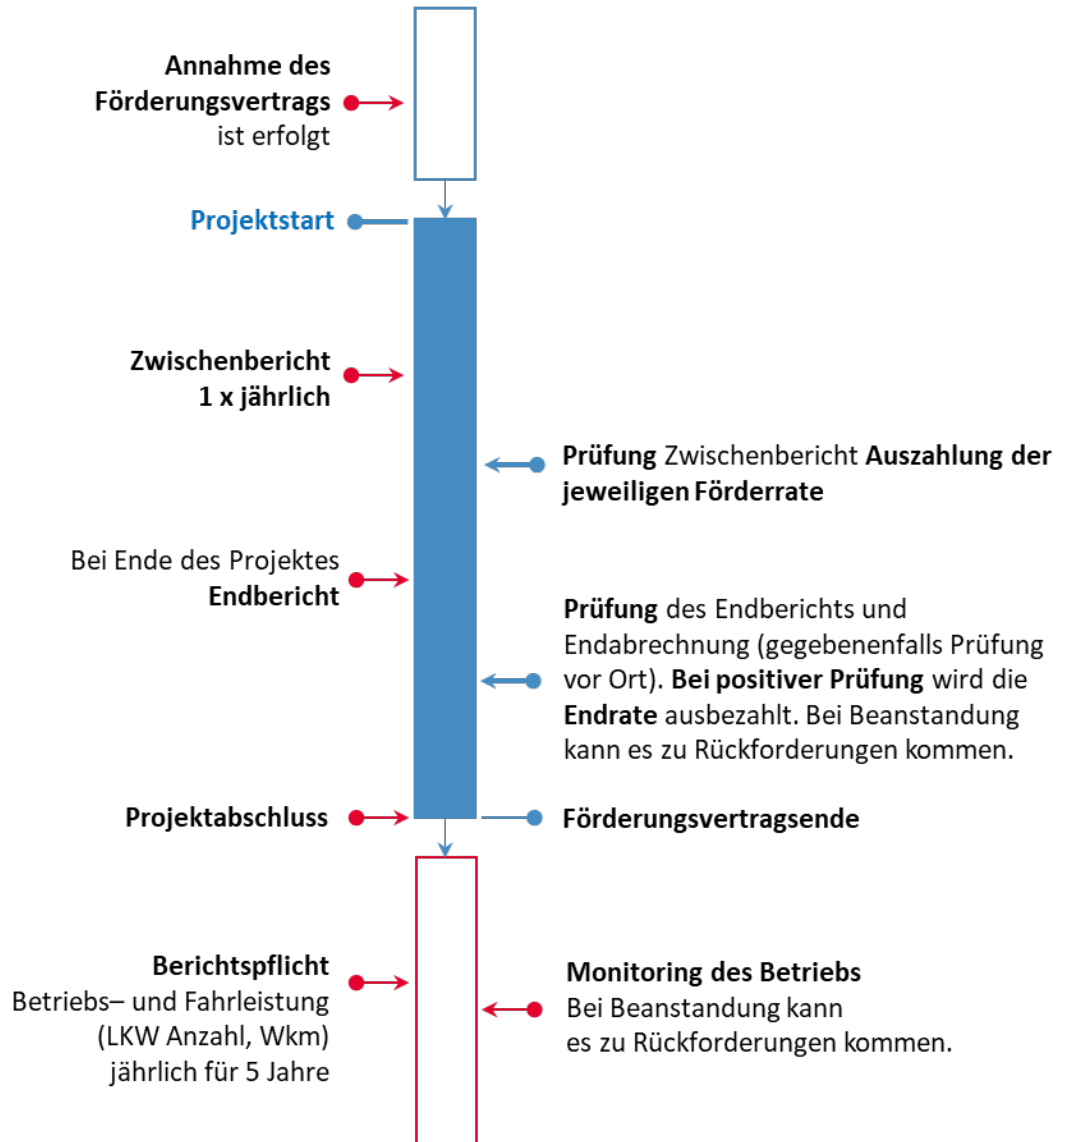 Annahme des
Förderungsvertrags
ist erfolgt
Projektstart
Zwischenbericht
1 x jährlich
Prüfung Zwischenbericht Auszahlung der
jeweiligen Förderrate
Bei Ende des Projektes
Endbericht
Prüfung des Endberichts und
Endabrechnung (gegebenenfalls Prüfung
vor Ort). Bei positiver Prüfung wird die
Endrate ausbezahlt. Bei Beanstandung
kann es zu Rückforderungen kommen.
Projektabschluss
Förderungsvertragsende
Berichtspflicht
Betriebs– und Fahrleistung
(LKW Anzahl, Wkm)
jährlich für 5 Jahre
Monitoring des Betriebs
Bei Beanstandung kann
es zu Rückforderungen kommen.